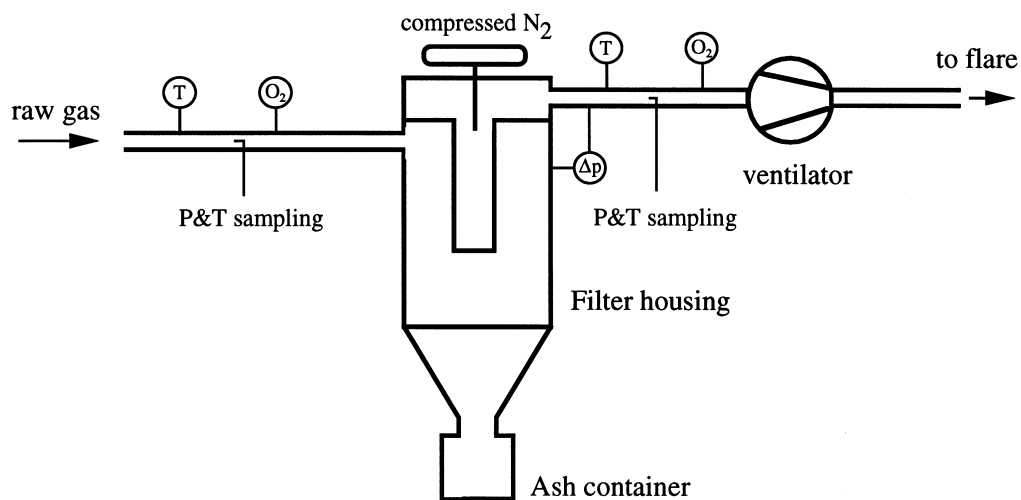 compressed N2
T
O2
to flare
T
O2
raw gas
Δp
ventilator
P&T sampling
P&T sampling
Filter housing
Ash container